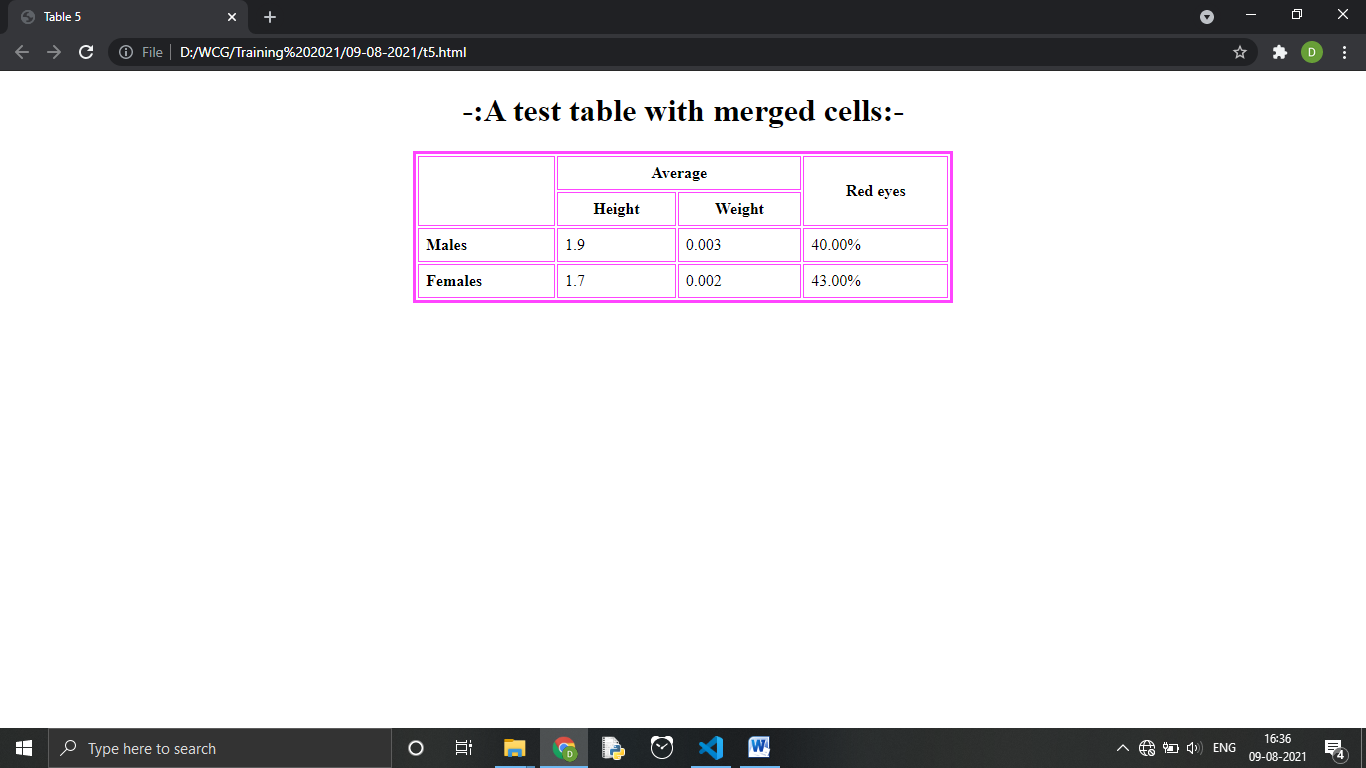 Table 5
File D:/WCG/Training%202021/09-08-2021/t5.html
D
-:A test table with merged cells:-
Average Red eyes
Height Weight
Males 1.9 0.003 40.00%
Females 1.7 0.002 43.00%
Type here to search
D
W
ENG
16:36
09-08-2021
4